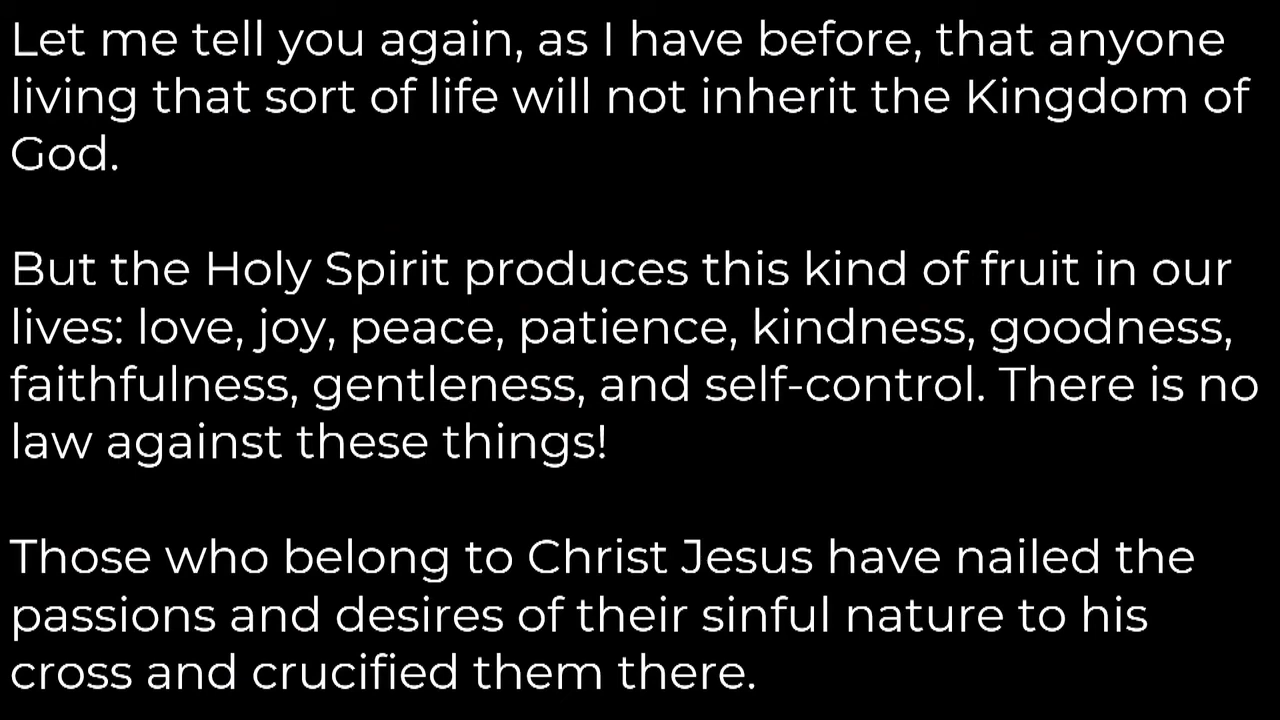 Let me tell you again, as I have before, that anyone
living that sort of life will not inherit the Kingdom of
God.
But the Holy Spirit produces this kind of fruit in our
lives: love, joy, peace, patience, kindness, goodness,
faithfulness, gentleness, and self-control. There is no
law against these things!
Those who belong to Christ Jesus have nailed the
passions and desires of their sinful nature to his
cross and crucified them there.